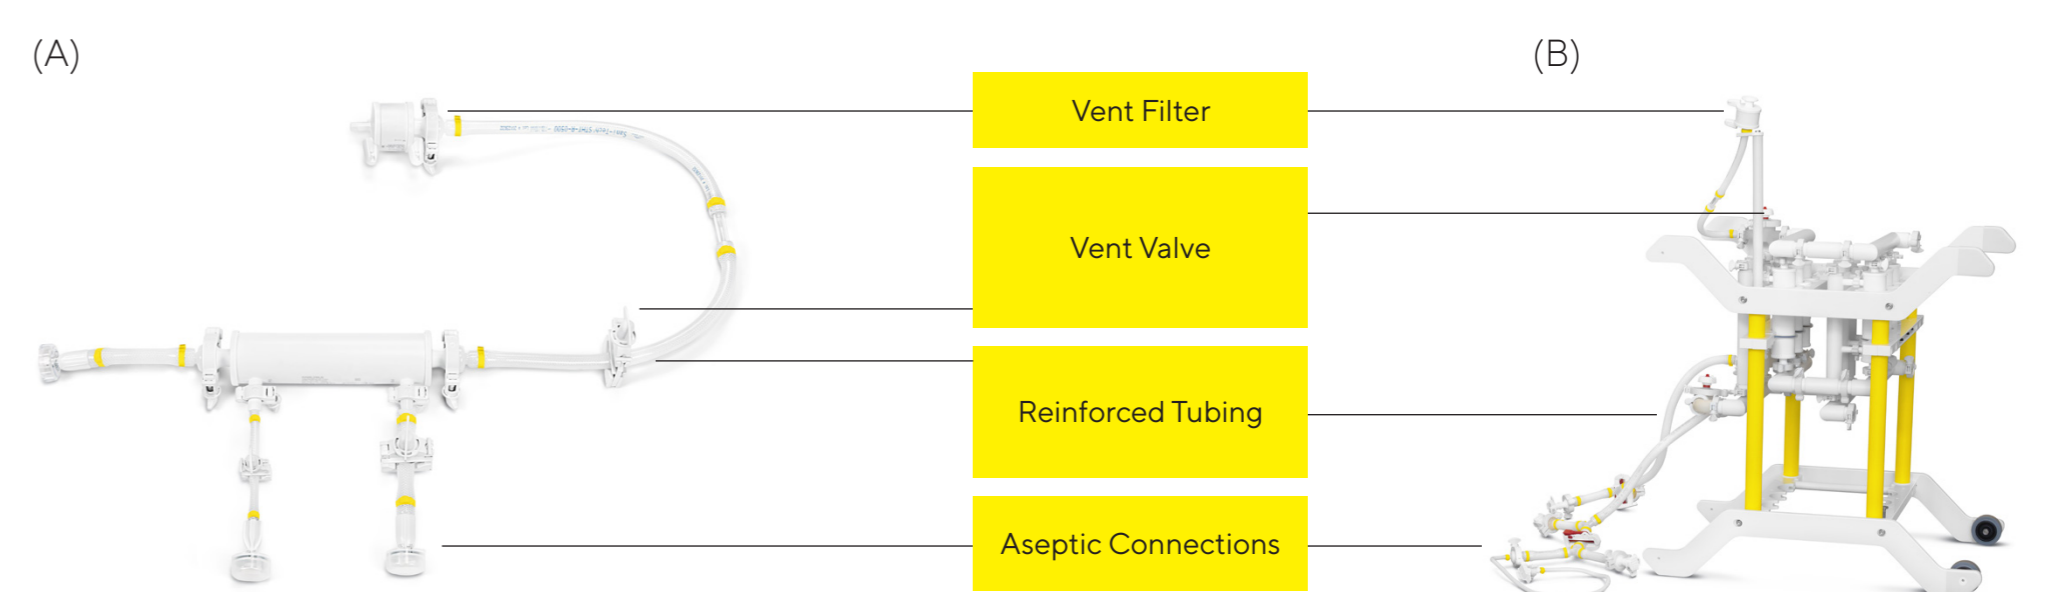 (A)
(B)
Vent Filter
Vent Valve
Reinforced Tubing
Aseptic Connections